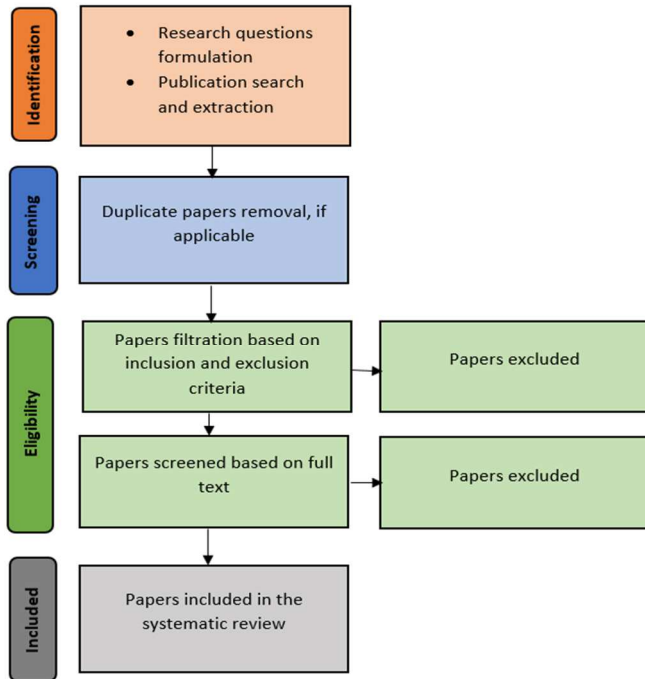 Identification
• Research questions
formulation
• Publication search
and extraction
Screening
Duplicate papers removal, if
applicable
Eligibility
Papers filtration based on
inclusion and exclusion
criteria
Papers excluded
Papers screened based on full
text
Papers excluded
Included
Papers included in the
systematic review